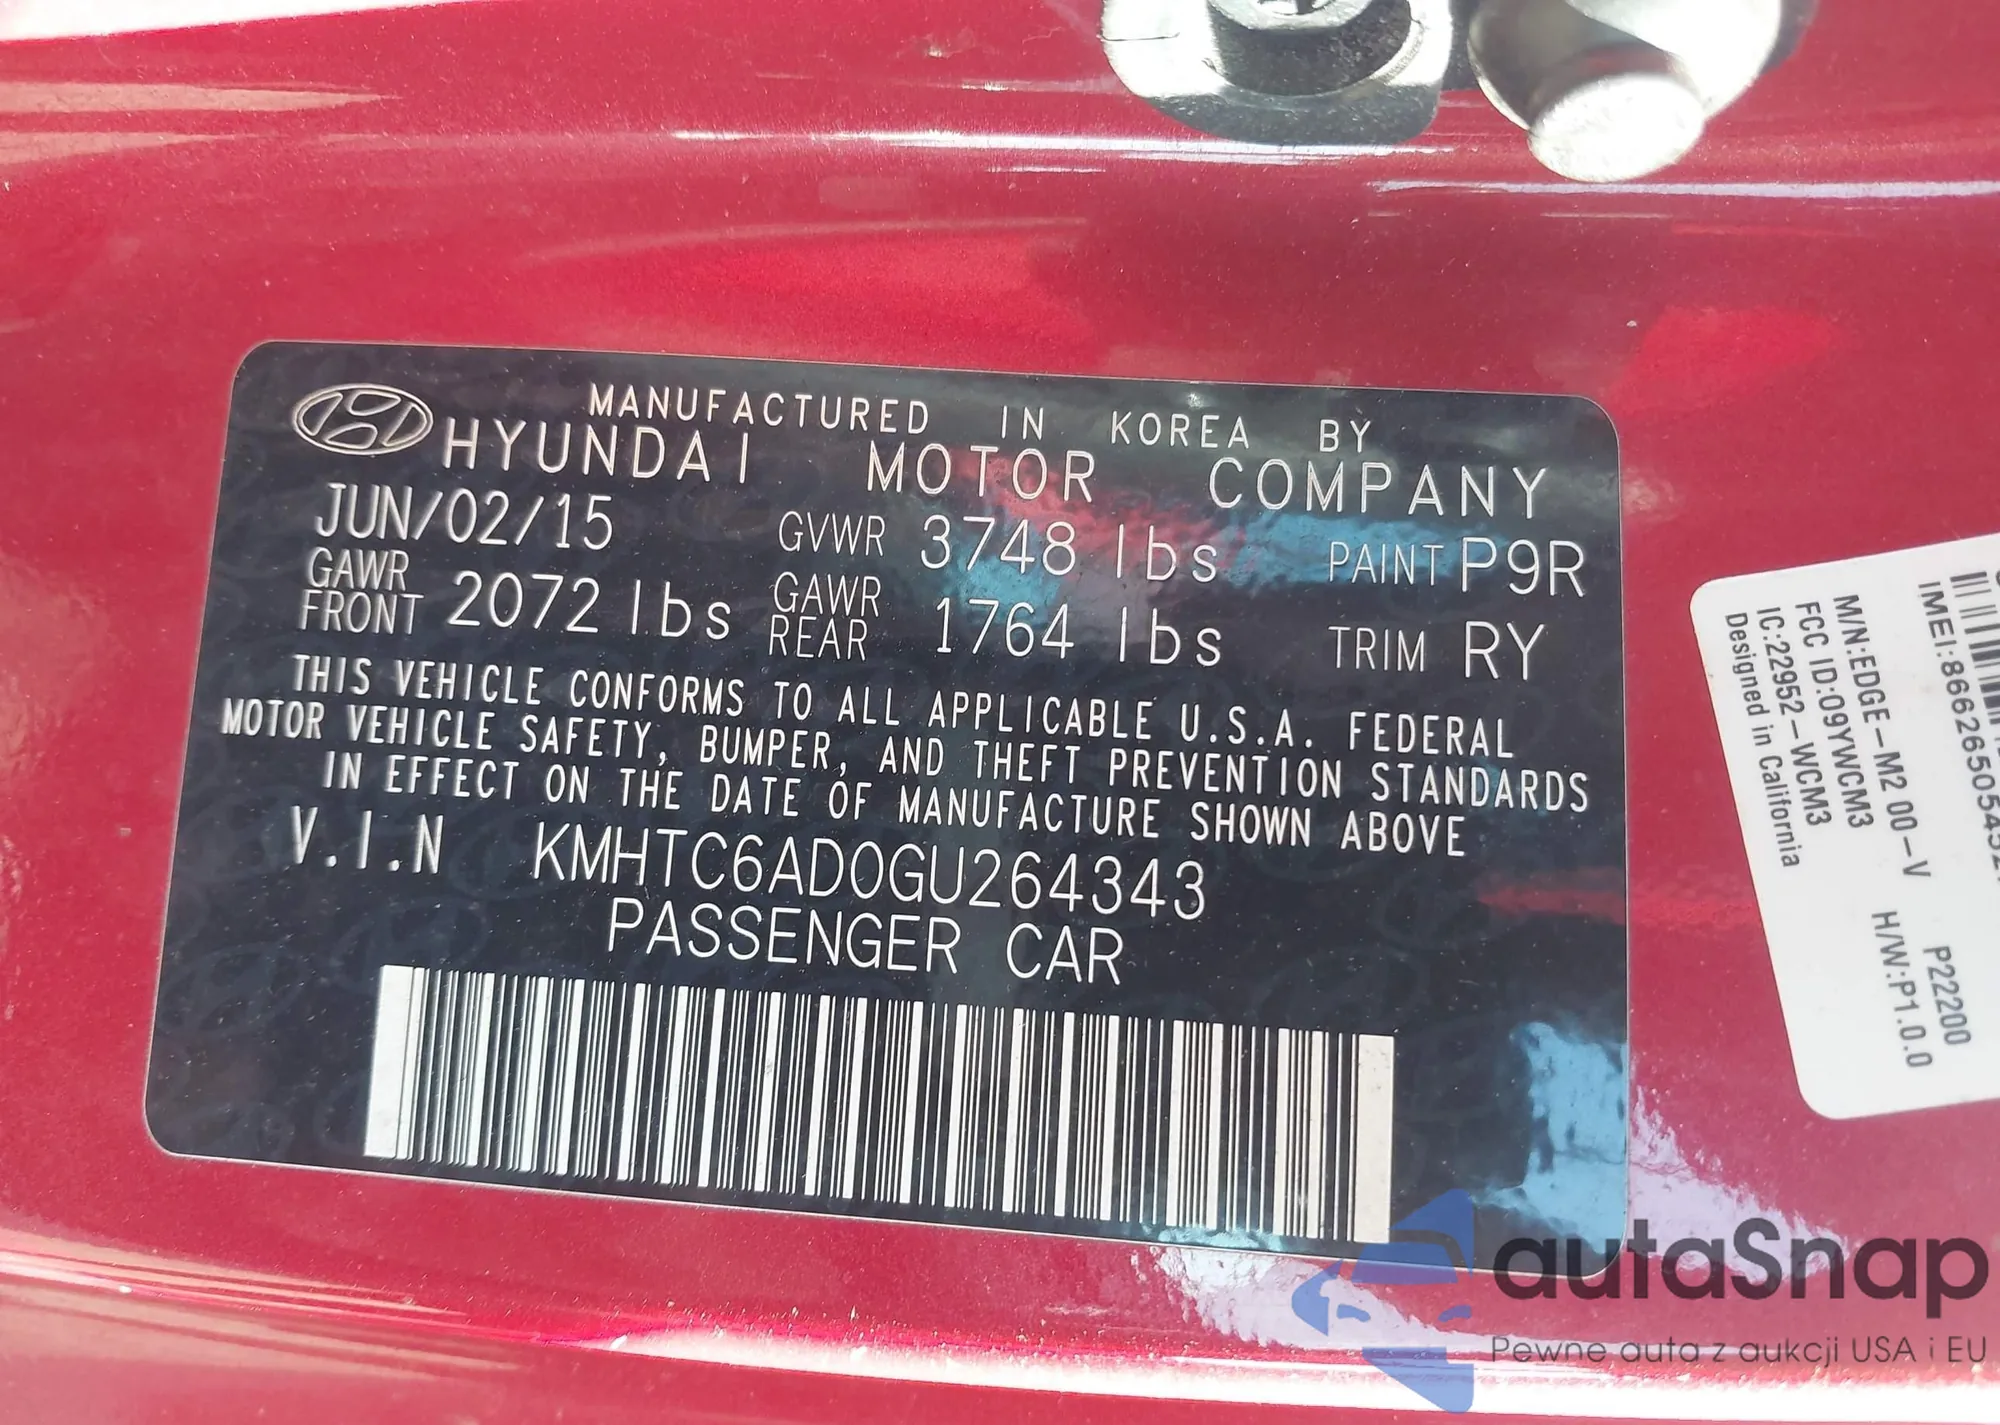 MANUFACTURED IN KOREA BY
HYUNDAI MOTOR COMPANY
JUN/02/15 GVWR 3748 lbs PAINT P9R
GAWR FRONT 2072 lbs GAWR REAR 1764 lbs TRIM RY
THIS VEHICLE CONFORMS TO ALL APPLICABLE U.S.A. FEDERAL
MOTOR VEHICLE SAFETY, BUMPER, AND THEFT PREVENTION STANDARDS
IN EFFECT ON THE DATE OF MANUFACTURE SHOWN ABOVE
V.I.N KMHTC6AD0GU264343
PASSENGER CAR
M/N:EDGE-M2 00-V P22200
FCC ID:O9YWCM3 H/W:P1.0.0
IC:22952-WCM3
Designed in California
autaSnap
Pewne auta z aukcji USA i EU